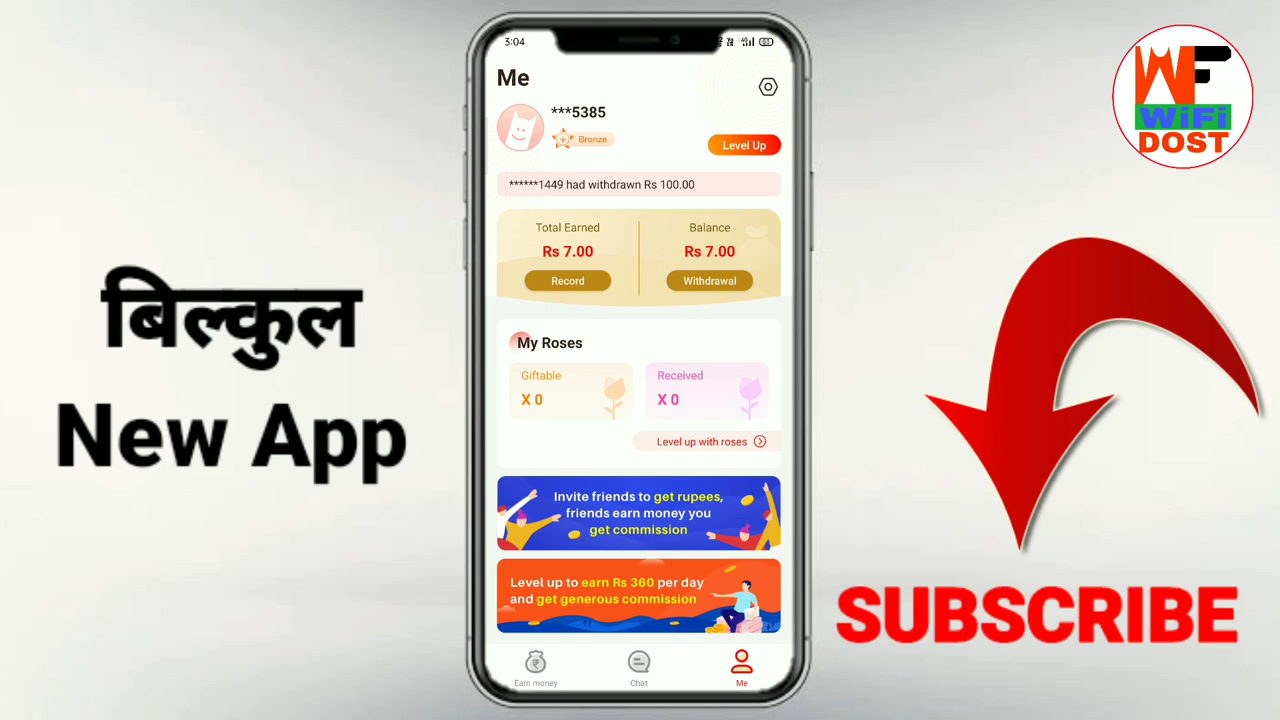 3:04
Me
***5385
Bronze
Level Up
******1449 had withdrawn Rs 100.00
Total Earned
Rs 7.00
Record
Balance
Rs 7.00
Withdrawal
My Roses
Giftable
X 0
Received
X 0
Level up with roses
Invite friends to get rupees,
friends earn money you
get commission
Level up to earn Rs 360 per day
and get generous commission
Earn money
Chat
Me
बिल्कुल
New App
WF
WiFi
DOST
SUBSCRIBE